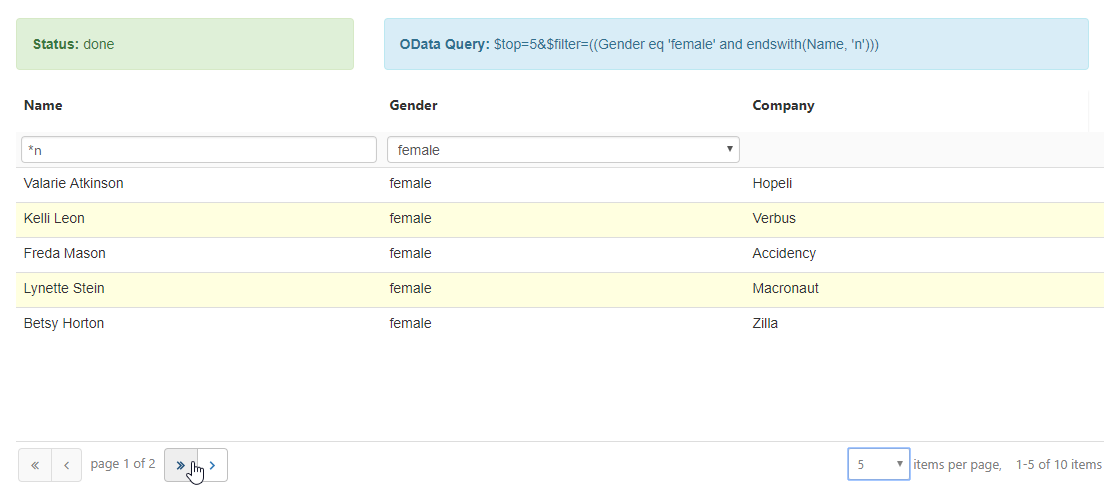 Status: done
OData Query: $top=5&$filter=((Gender eq 'female' and endswith(Name, 'n')))
Name Gender Company
*n female
Valarie Atkinson female Hopeli
Kelli Leon female Verbus
Freda Mason female Accidency
Lynette Stein female Macronaut
Betsy Horton female Zilla
« ‹ page 1 of 2 » › 5 items per page, 1-5 of 10 items